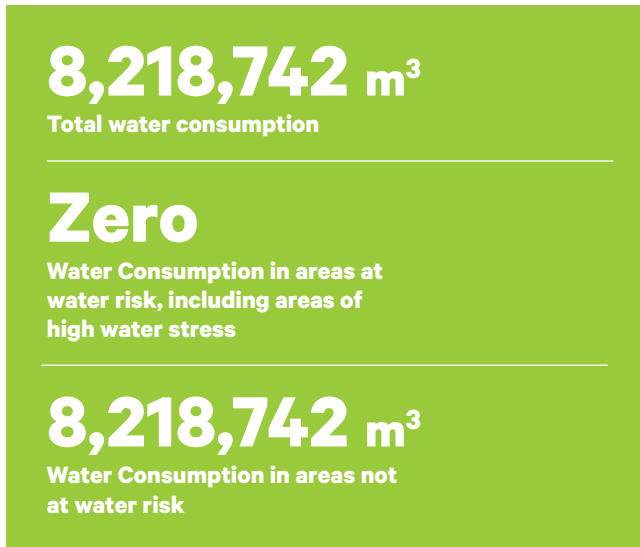 8,218,742 m³
Total water consumption
Zero
Water Consumption in areas at
water risk, including areas of
high water stress
8,218,742 m³
Water Consumption in areas not
at water risk